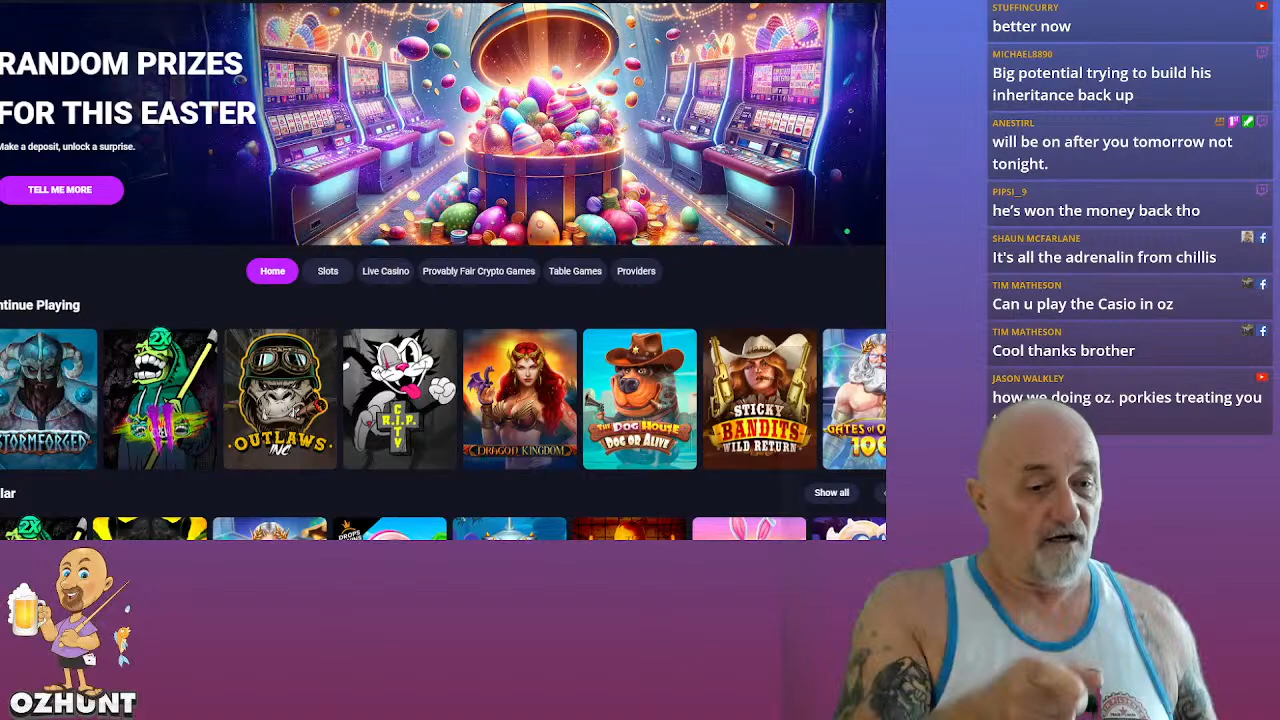 RANDOM PRIZES
FOR THIS EASTER
Make a deposit, unlock a surprise.
TELL ME MORE
Home
Slots
Live Casino
Provably Fair Crypto Games
Table Games
Providers
ntinue Playing
STORMFORGED
2X
OUTLAWS
INC
R.I.P.
CITY
DRAGON KINGDOM
THE DOG HOUSE
DOG OR ALIVE
STICKY
BANDITS
WILD RETURN
GATES OF O
100
lar
Show all
2X
DROPS
OZHUNT
STUFFINCURRY
better now
MICHAEL8890
Big potential trying to build his
inheritance back up
ANESTIRL
will be on after you tomorrow not
tonight.
PIPSI_9
he's won the money back tho
SHAUN MCFARLANE
It's all the adrenalin from chillis
TIM MATHESON
Can u play the Casio in oz
TIM MATHESON
Cool thanks brother
JASON WALKLEY
how we doing oz. porkies treating you